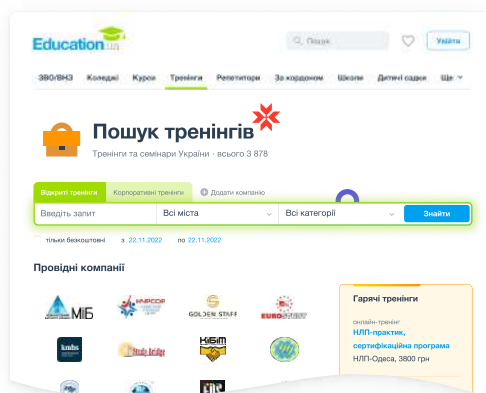 Education.ua
Пошук
Увійти
ЗВО/ВНЗ Коледжі Курси Тренінги Репетитори За кордоном Школи Дитячі садки Ще
Пошук тренінгів
Тренінги та семінари України · всього 3 878
Відкриті тренінги Корпоративні тренінги Додати компанію
Введіть запит Всі міста Всі категорії Знайти
тільки безкоштовні з 22.11.2022 по 22.11.2022
Провідні компанії
МІБ
GOLDEN STAFF
kmbs
Study Bridge
КіБіТ
Гарячі тренінги
онлайн-тренінг
НЛП-практик,
сертифікаційна програма
НЛП-Одеса, 3800 грн